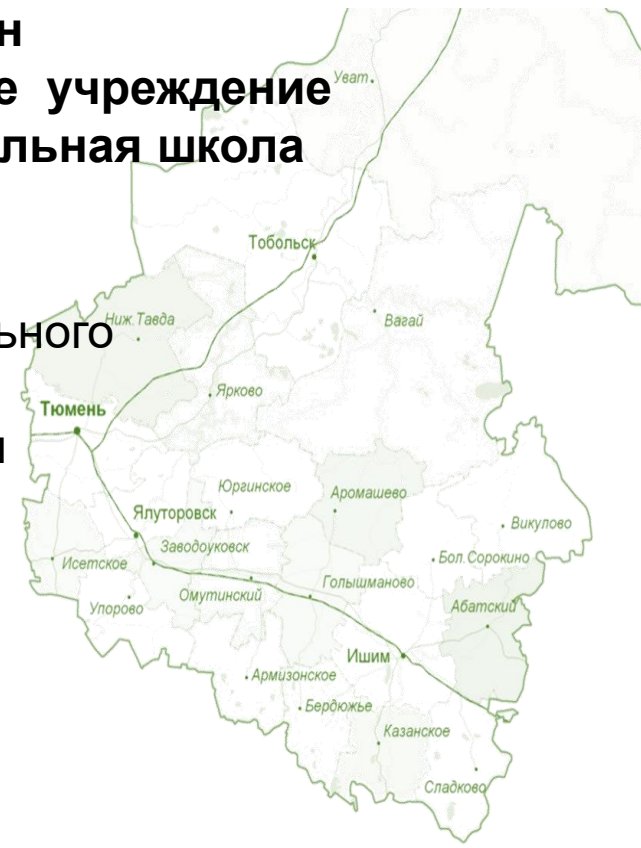 н
е учреждение
льная школа
ьного
и
Уват
Тобольск
Ниж.Тавда
Вагай
Ярково
Тюмень
Юргинское
Аромашево
Ялуторовск
Викулово
Заводоуковск
Бол.Сорокино
Исетское
Голышманово
Омутинский
Упорово
Абатский
Ишим
Армизонское
Бердюжье
Казанское
Сладково